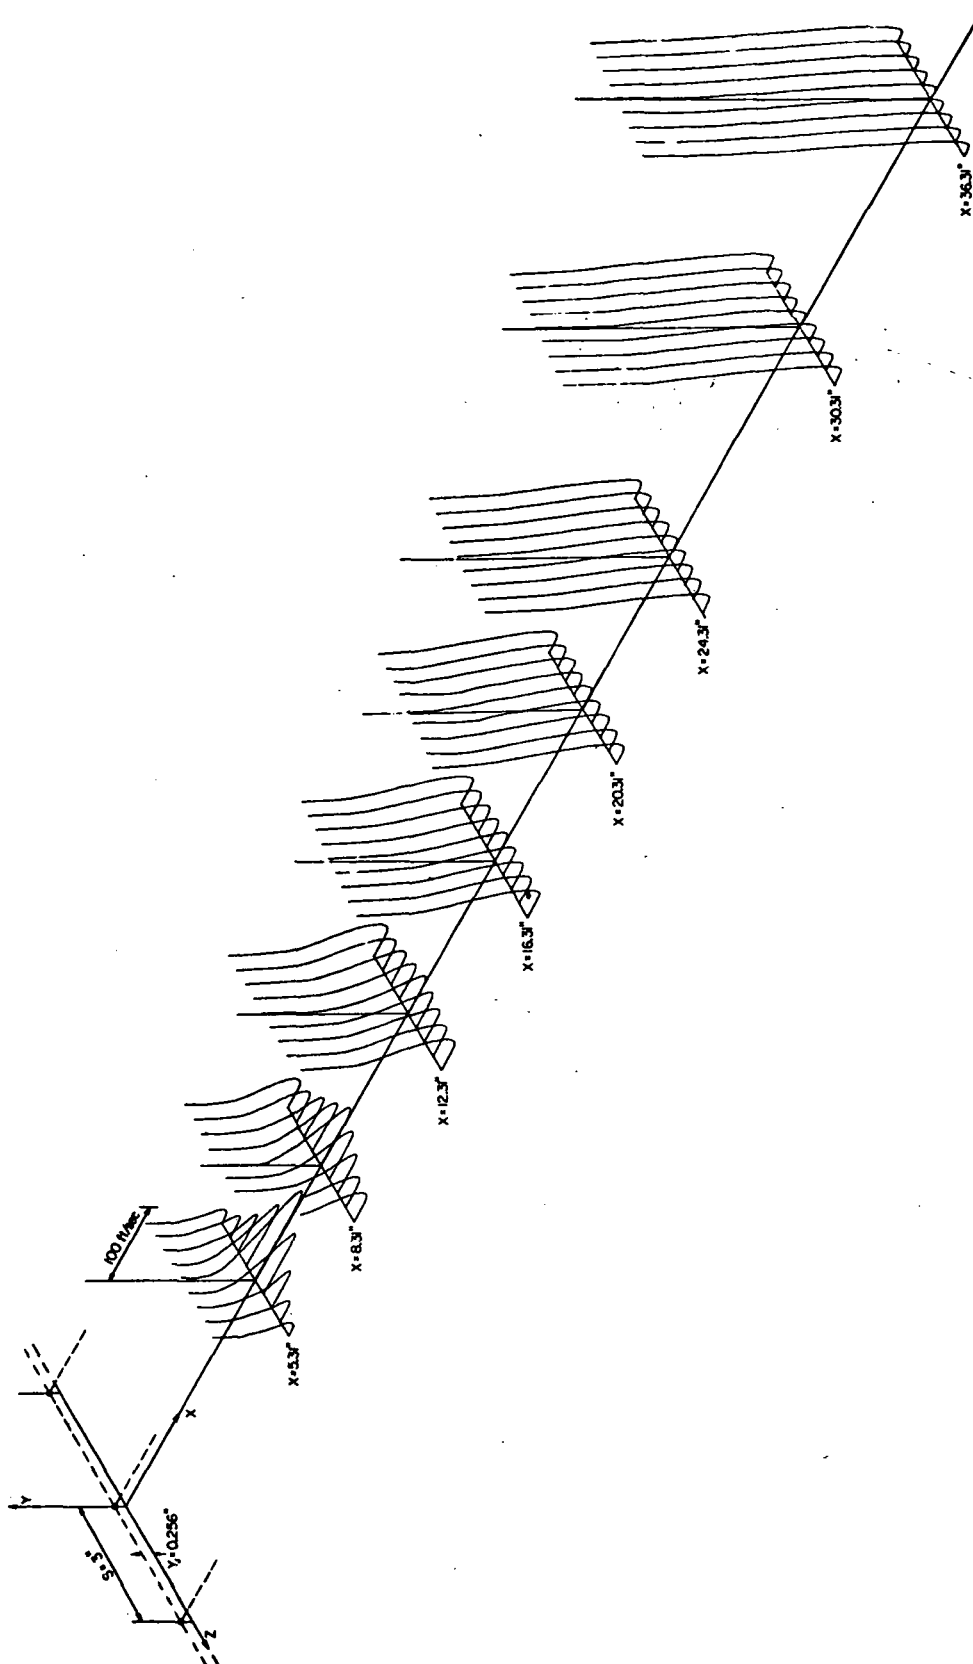 Y
S = 3"
Y₁=0.256"
Z
X
100 ft/sec
X=5.31"
X=8.31"
X=12.31"
X=16.31"
X=20.31"
X=24.31"
X=30.31"
X=36.31"